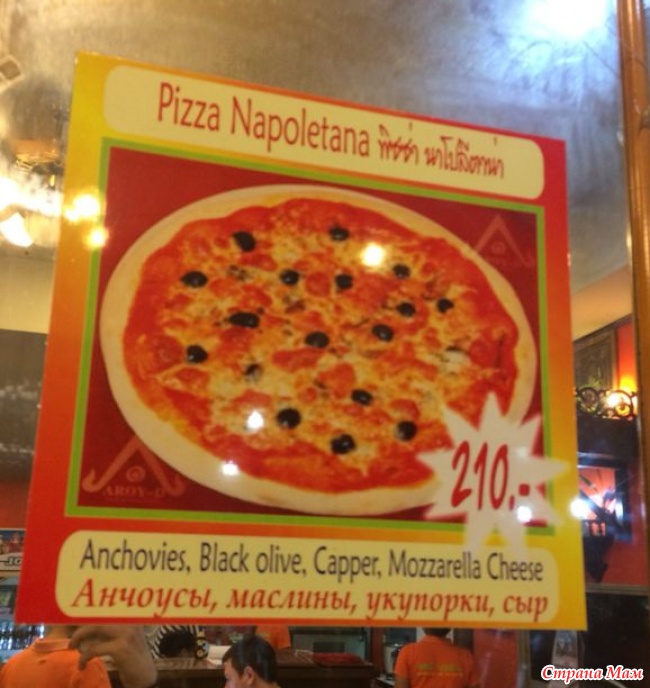 Pizza Napoletana พิซซ่า นาโปลีตาน่า
210.-
AROY-D
Anchovies, Black olive, Capper, Mozzarella Cheese
Анчоусы, маслины, укупорки, сыр
Страна Мам